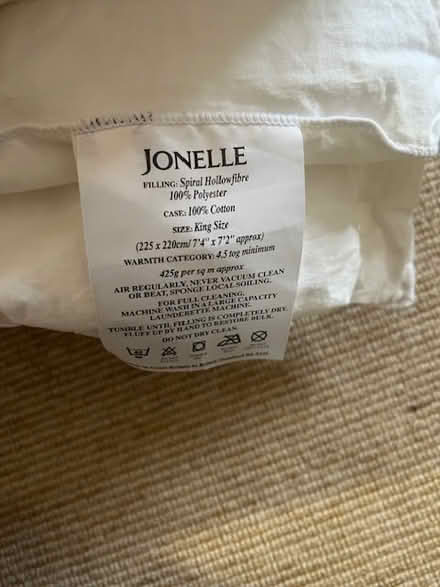 JONELLE
FILLING: Spiral Hollowfibre
100% Polyester
CASE: 100% Cotton
SIZE: King Size
(225 x 220cm/ 7'4" x 7'2" approx)
WARMTH CATEGORY: 4.5 tog minimum
425g per sq m approx
AIR REGULARLY, NEVER VACUUM CLEAN
OR BEAT, SPONGE LOCAL SOILING.
FOR FULL CLEANING,
MACHINE WASH IN A LARGE CAPACITY
LAUNDERETTE MACHINE.
TUMBLE UNTIL FILLING IS COMPLETELY DRY.
FLUFF UP BY HAND TO RESTORE BULK.
DO NOT DRY CLEAN.